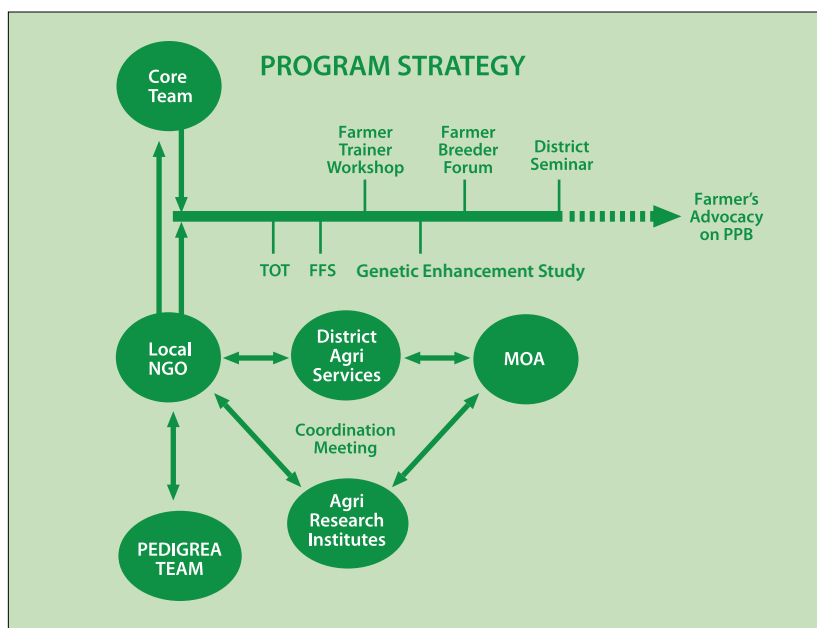 PROGRAM STRATEGY
Core
Team
Farmer
Trainer
Workshop
Farmer
Breeder
Forum
District
Seminar
Farmer's
Advocacy
on PPB
TOT
FFS
Genetic Enhancement Study
Local
NGO
District
Agri
Services
MOA
Coordination
Meeting
Agri
Research
Institutes
PEDIGREA
TEAM